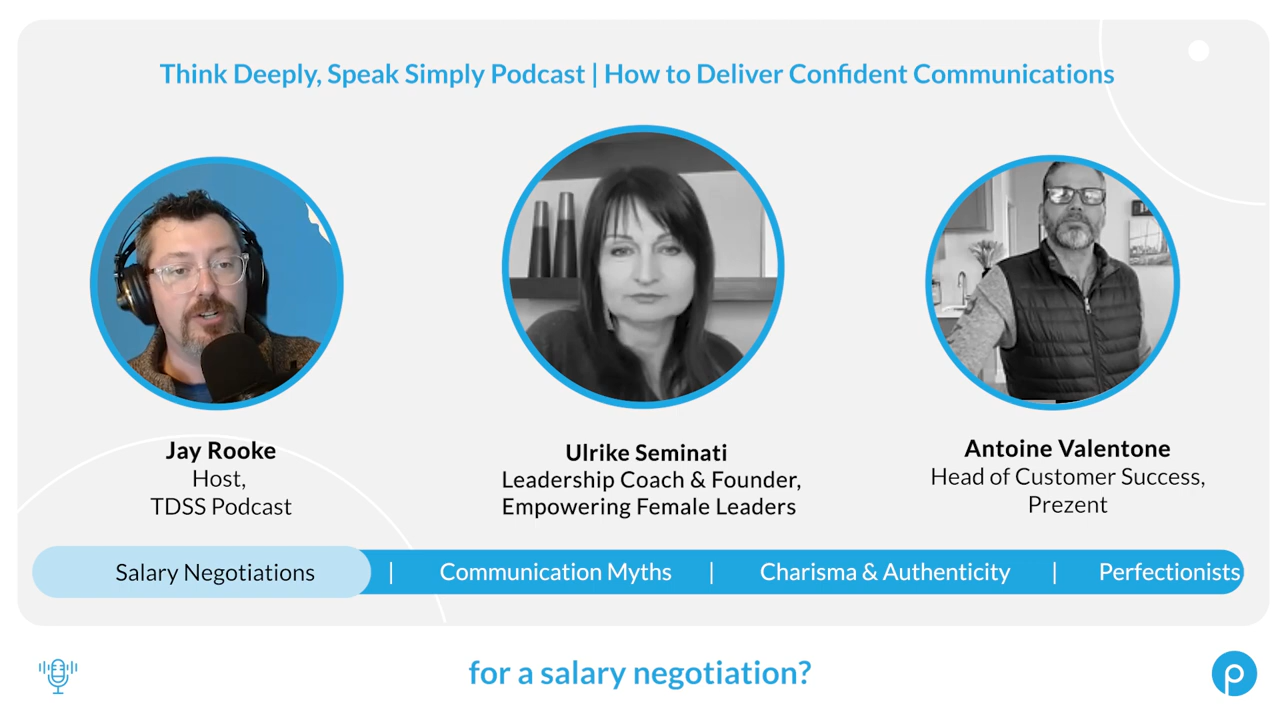 Think Deeply, Speak Simply Podcast | How to Deliver Confident Communications
Jay Rooke
Host,
TDSS Podcast
Ulrike Seminati
Leadership Coach & Founder,
Empowering Female Leaders
Antoine Valentone
Head of Customer Success,
Prezent
Salary Negotiations | Communication Myths | Charisma & Authenticity | Perfectionists
for a salary negotiation?